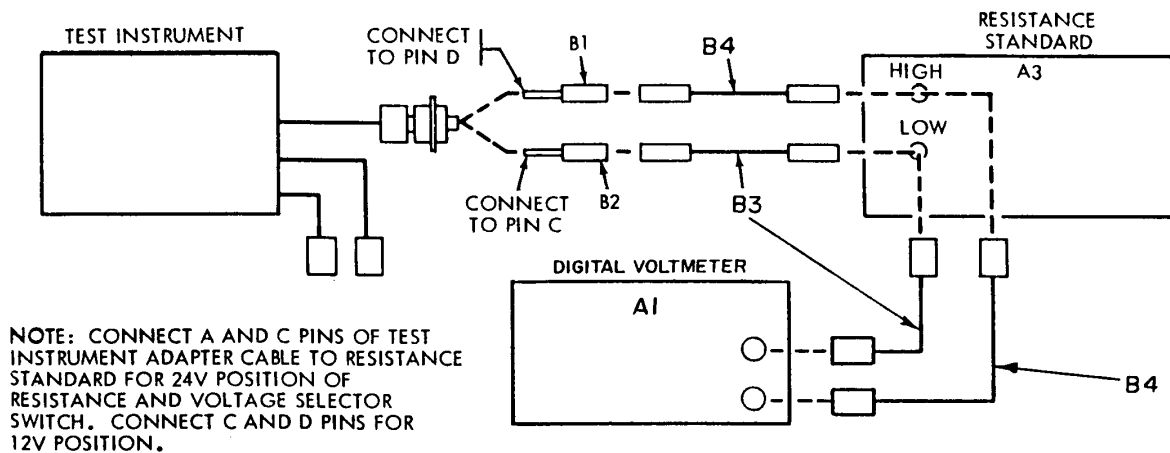 TEST INSTRUMENT
CONNECT
TO PIN D
B1
B4
RESISTANCE
STANDARD
HIGH
A3
LOW
CONNECT
TO PIN C
B2
B3
DIGITAL VOLTMETER
A1
B4
NOTE: CONNECT A AND C PINS OF TEST
INSTRUMENT ADAPTER CABLE TO RESISTANCE
STANDARD FOR 24V POSITION OF
RESISTANCE AND VOLTAGE SELECTOR
SWITCH. CONNECT C AND D PINS FOR
12V POSITION.